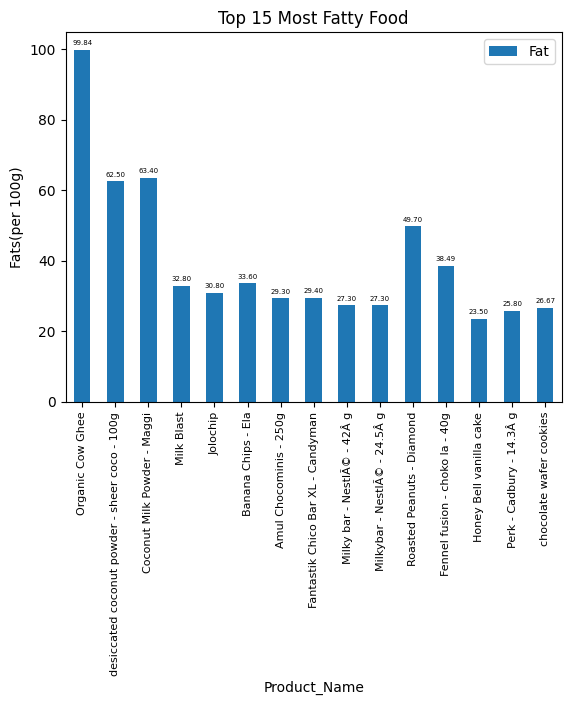 Top 15 Most Fatty Food
Fat
Fats(per 100g)
100
80
60
40
20
0
99.84
62.50
63.40
32.80
30.80
33.60
29.30
29.40
27.30
27.30
49.70
38.49
23.50
25.80
26.67
Organic Cow Ghee
desiccated coconut powder - sheer coco - 100g
Coconut Milk Powder - Maggi
Milk Blast
Jolochip
Banana Chips - Ela
Amul Chocominis - 250g
Fantastik Chico Bar XL - Candyman
Milky bar - NestlÃ© - 42Â g
Milkybar - NestlÃ© - 24.5Â g
Roasted Peanuts - Diamond
Fennel fusion - choko la - 40g
Honey Bell vanilla cake
Perk - Cadbury - 14.3Â g
chocolate wafer cookies
Product_Name